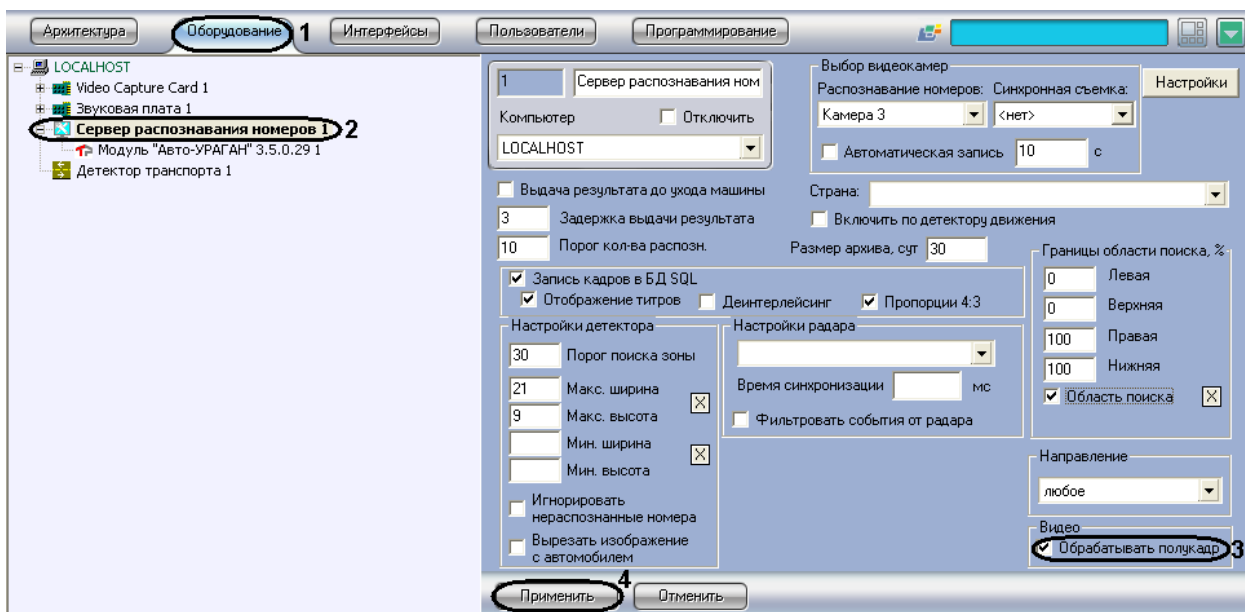 Архитектура Оборудование 1 Интерфейсы Пользователи Программирование
LOCALHOST
Video Capture Card 1
Звуковая плата 1
Сервер распознавания номеров 1 2
Модуль "Авто-УРАГАН" 3.5.0.29 1
Детектор транспорта 1
1 Сервер распознавания ном
Компьютер Отключить
LOCALHOST
Выбор видеокамер
Распознавание номеров: Синхронная съемка:
Камера 3 <нет>
Автоматическая запись 10 с
Настройки
Выдача результата до ухода машины
3 Задержка выдачи результата
10 Порог кол-ва распозн.
Страна:
Включить по детектору движения
Размер архива, сут 30
Запись кадров в БД SQL
Отображение титров Деинтерлейсинг Пропорции 4:3
Границы области поиска, %
0 Левая
0 Верхняя
100 Правая
100 Нижняя
Область поиска X
Настройки детектора
30 Порог поиска зоны
21 Макс. ширина
9 Макс. высота
X
Мин. ширина
Мин. высота
X
Игнорировать
нераспознанные номера
Вырезать изображение
с автомобилем
Настройки радара
Время синхронизации мс
Фильтровать события от радара
Направление
любое
Видео
Обрабатывать полукадр 3
Применить 4 Отменить